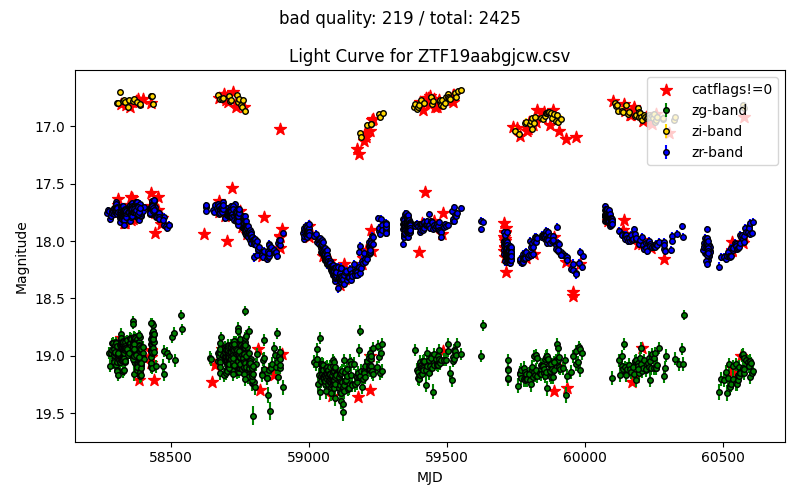 bad quality: 219 / total: 2425
Light Curve for ZTF19aabgjcw.csv
catflags!=0
zg-band
zi-band
zr-band
Magnitude
17.0
17.5
18.0
18.5
19.0
19.5
58500
59000
59500
60000
60500
MJD